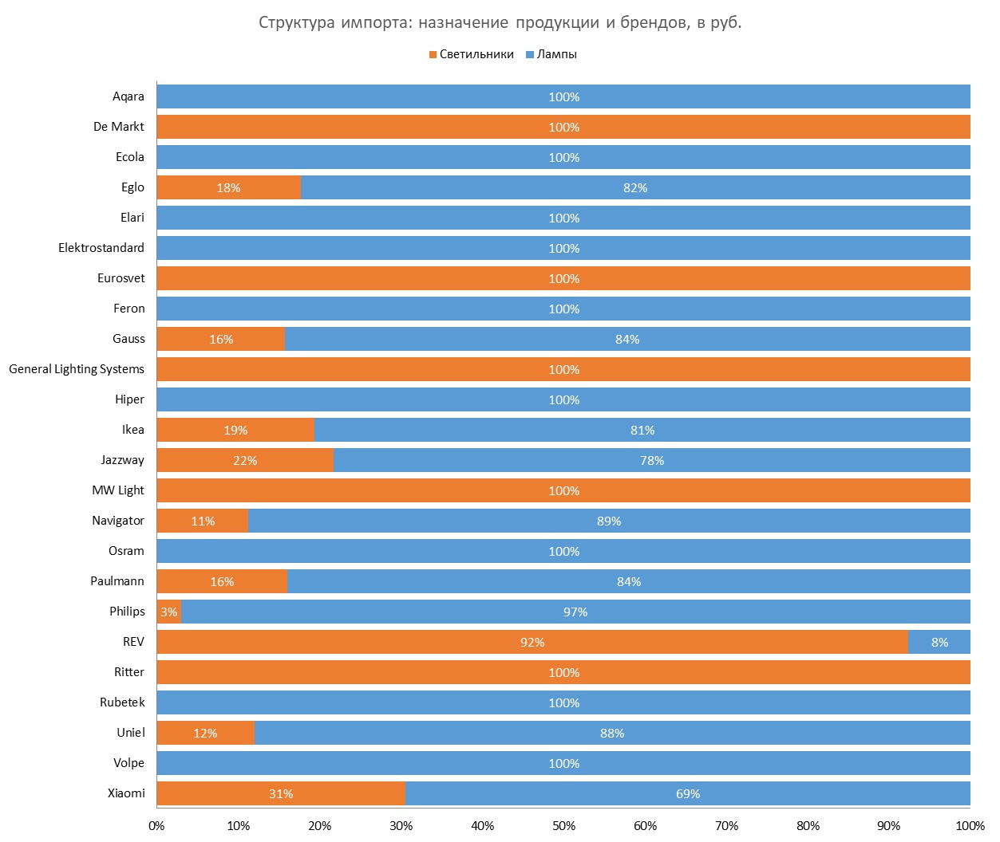 Структура импорта: назначение продукции и брендов, в руб.
Светильники Лампы
Aqara 100%
De Markt 100%
Ecola 100%
Eglo 18% 82%
Elari 100%
Elektrostandard 100%
Eurosvet 100%
Feron 100%
Gauss 16% 84%
General Lighting Systems 100%
Hiper 100%
Ikea 19% 81%
Jazzway 22% 78%
MW Light 100%
Navigator 11% 89%
Osram 100%
Paulmann 16% 84%
Philips 3% 97%
REV 92% 8%
Ritter 100%
Rubetek 100%
Uniel 12% 88%
Volpe 100%
Xiaomi 31% 69%
0% 10% 20% 30% 40% 50% 60% 70% 80% 90% 100%